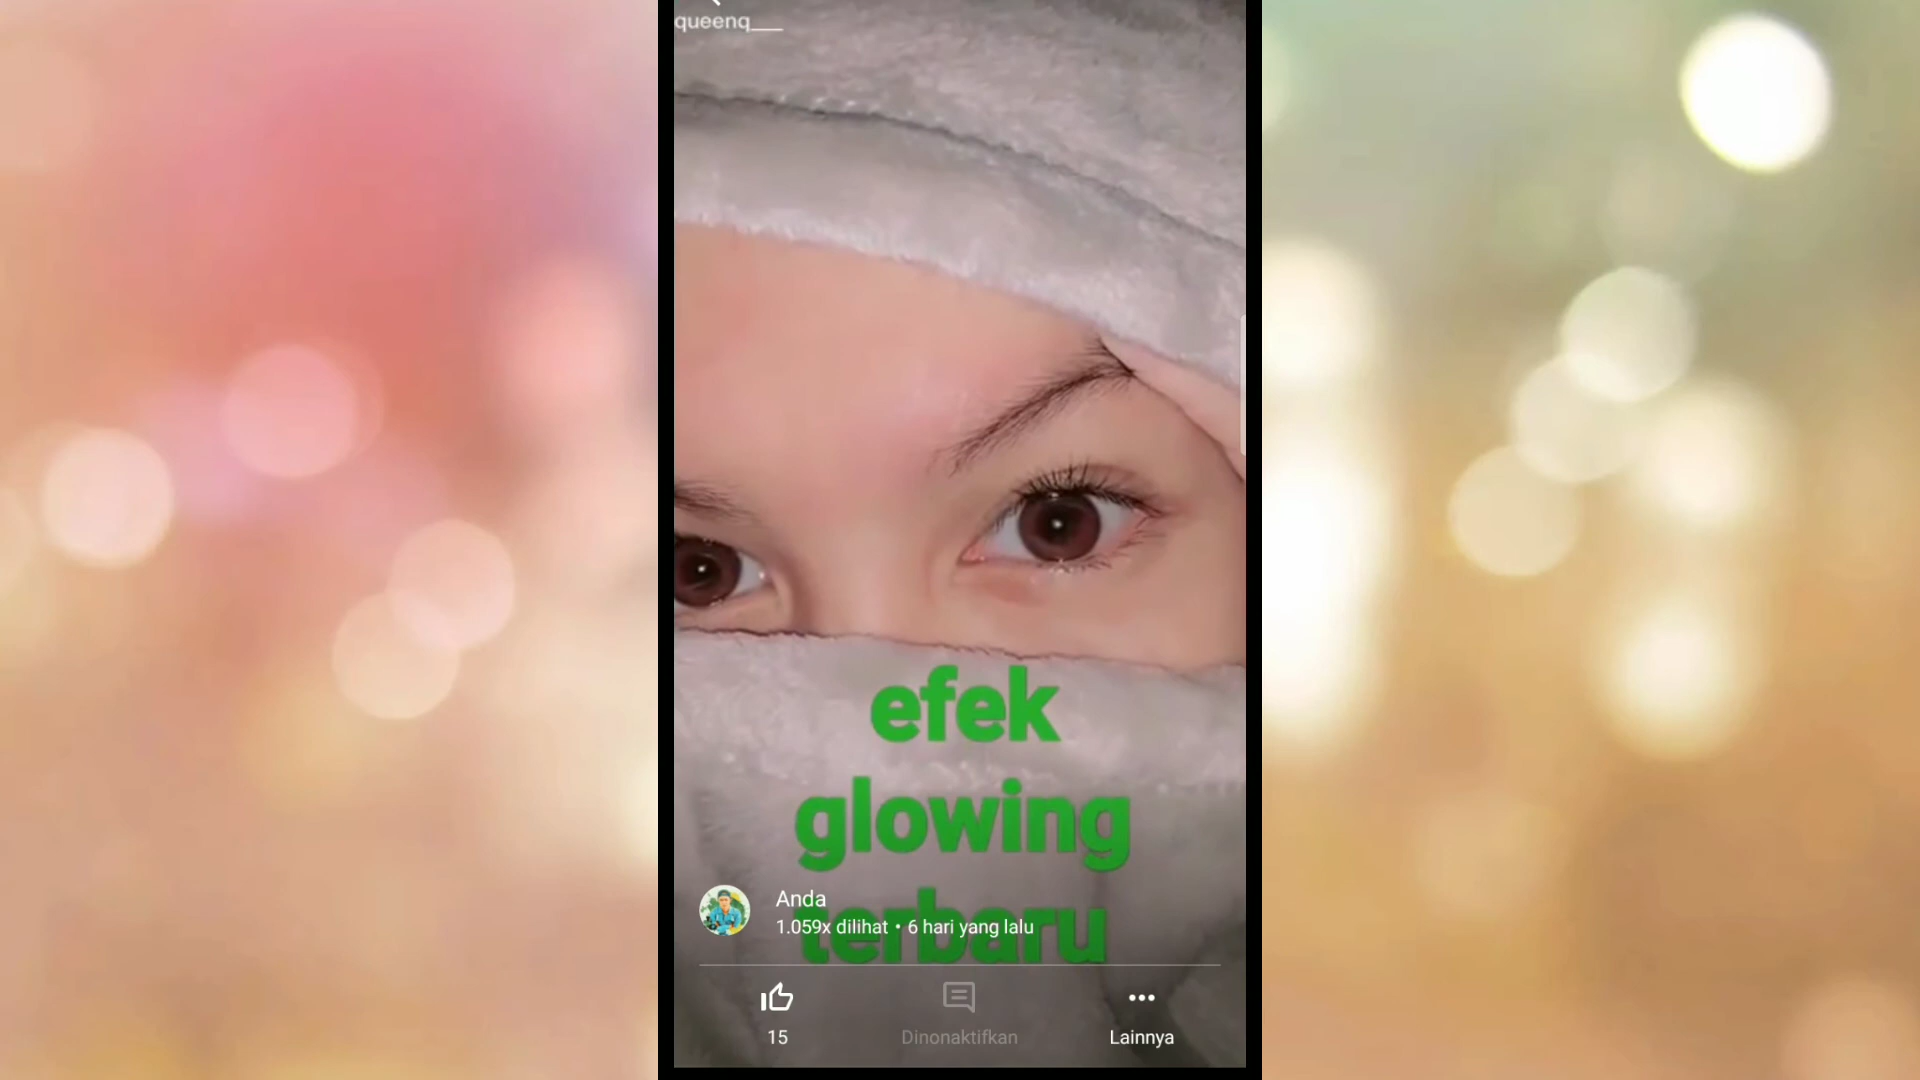 queenq___
efek
glowing
terbaru
Anda
1.059x dilihat • 6 hari yang lalu
15
Dinonaktifkan
Lainnya